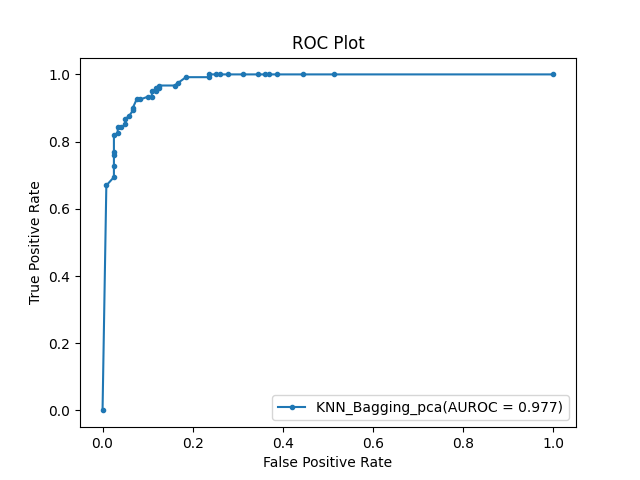 ROC Plot
1.0
0.8
0.6
0.4
0.2
0.0
True Positive Rate
KNN_Bagging_pca(AUROC = 0.977)
0.0 0.2 0.4 0.6 0.8 1.0
False Positive Rate